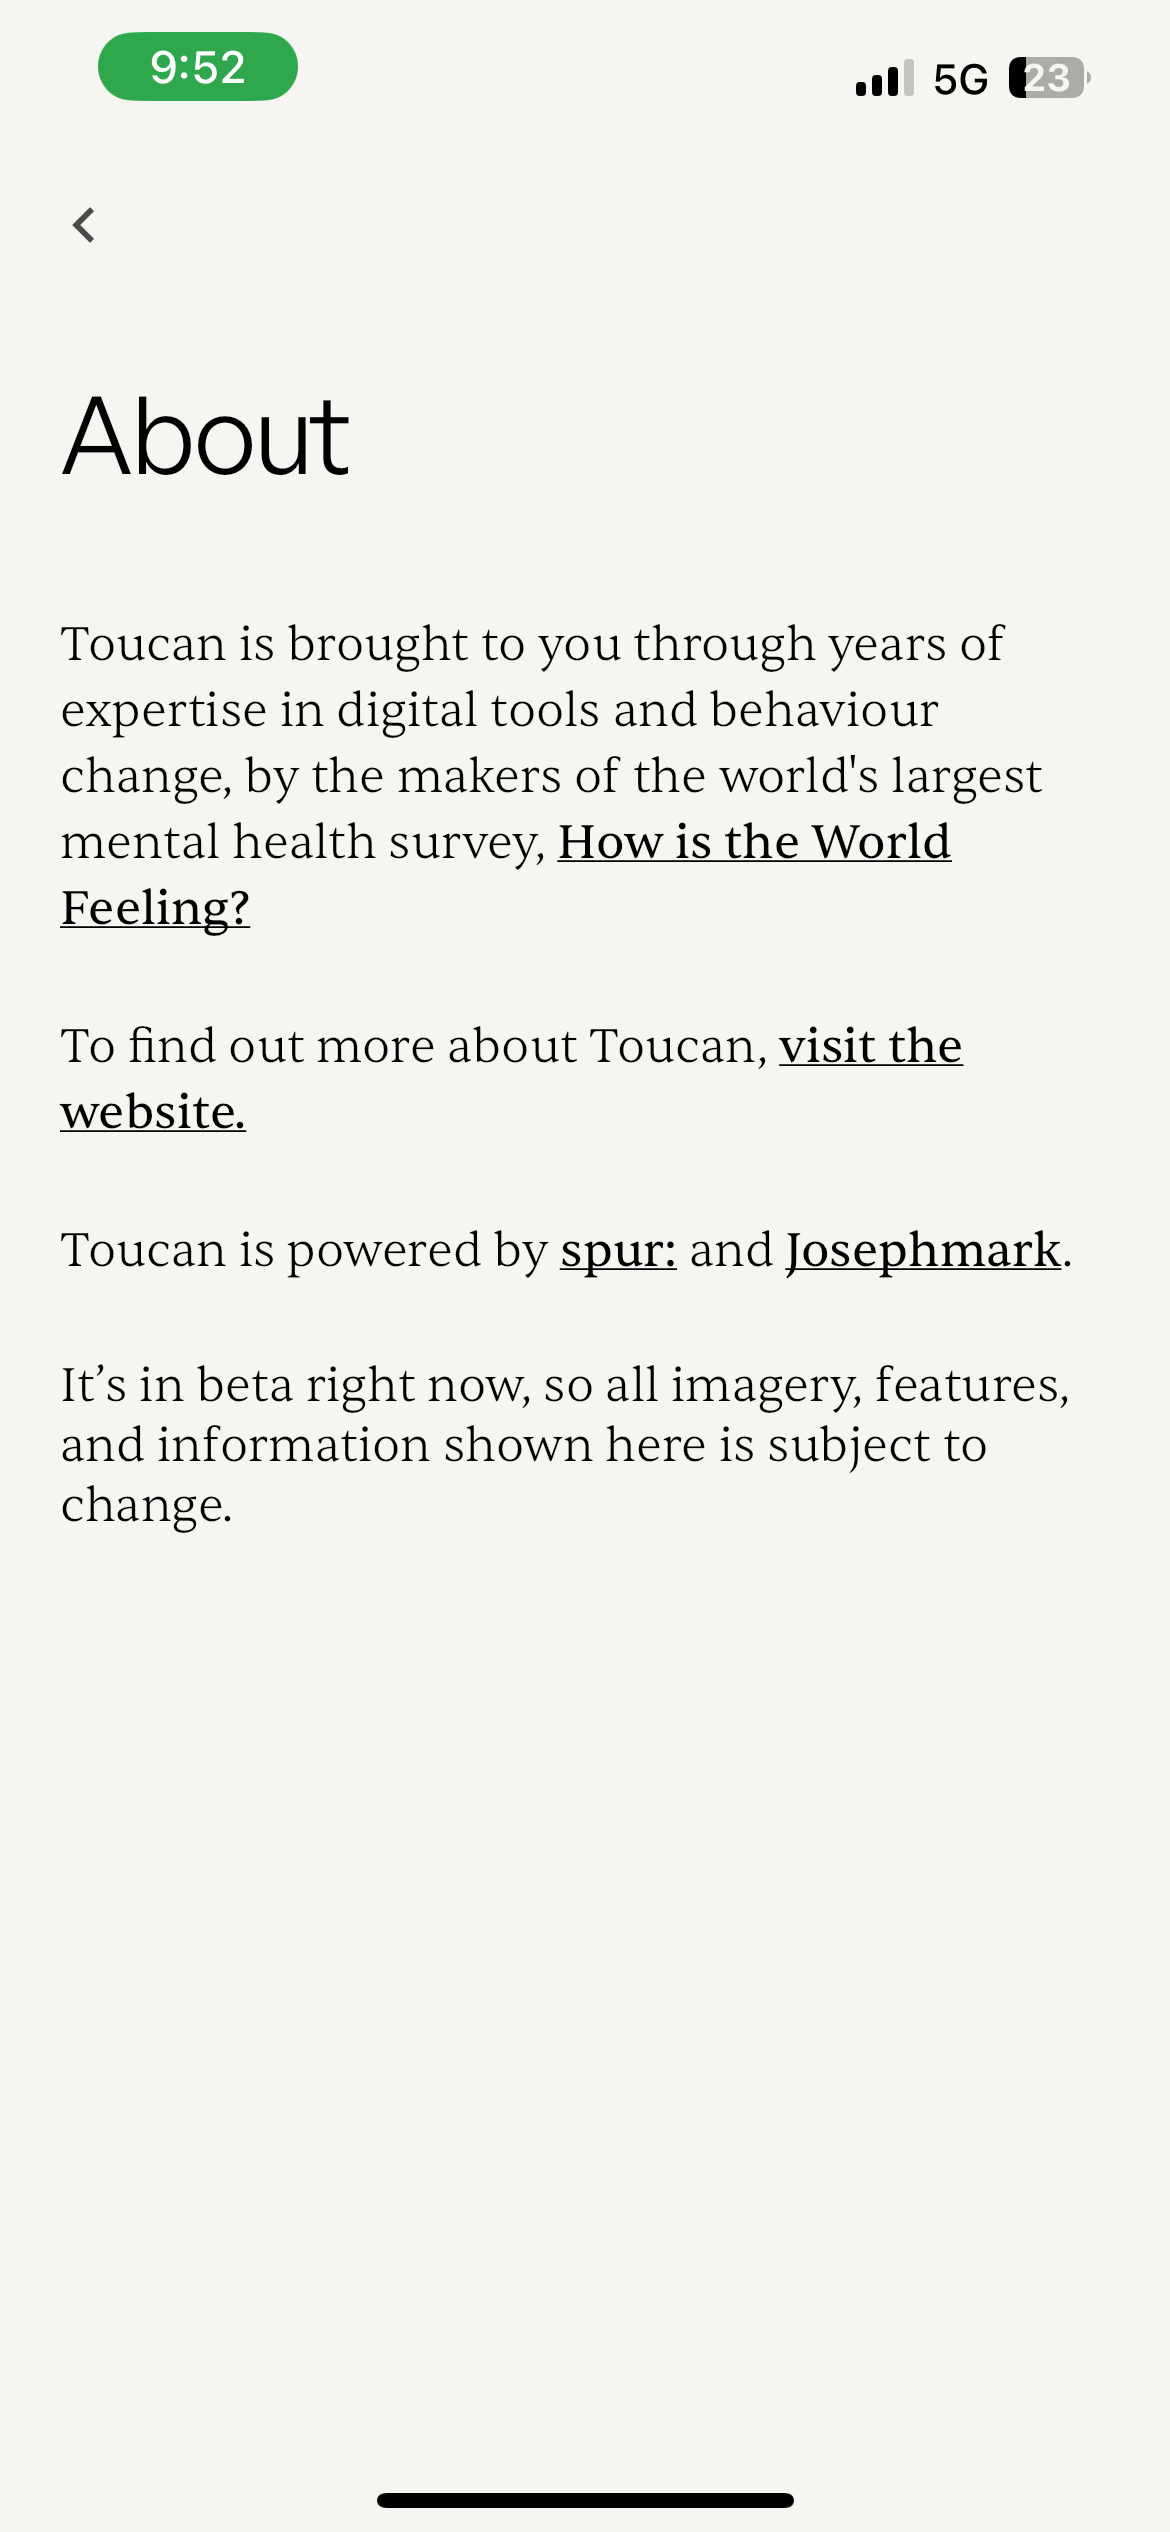 9:52
5G
23
About
Toucan is brought to you through years of
expertise in digital tools and behaviour
change, by the makers of the world's largest
mental health survey, How is the World
Feeling?
To find out more about Toucan, visit the
website.
Toucan is powered by spur: and Josephmark.
It’s in beta right now, so all imagery, features,
and information shown here is subject to
change.